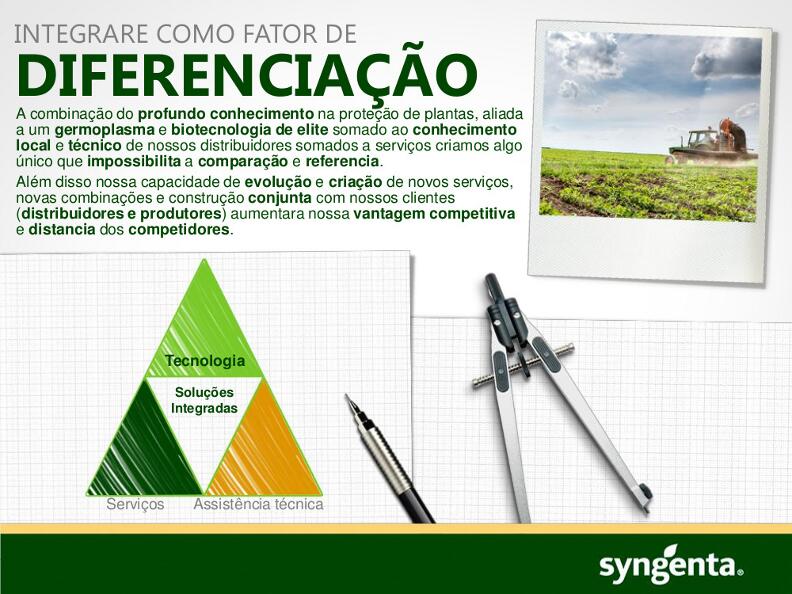 INTEGRARE COMO FATOR DE
DIFERENCIAÇÃO
A combinação do profundo conhecimento na proteção de plantas, aliada
a um germoplasma e biotecnologia de elite somado ao conhecimento
local e técnico de nossos distribuidores somados a serviços criamos algo
único que impossibilita a comparação e referencia.
Além disso nossa capacidade de evolução e criação de novos serviços,
novas combinações e construção conjunta com nossos clientes
(distribuidores e produtores) aumentara nossa vantagem competitiva
e distancia dos competidores.
Tecnologia
Soluções
Integradas
Serviços
Assistência técnica
syngenta®